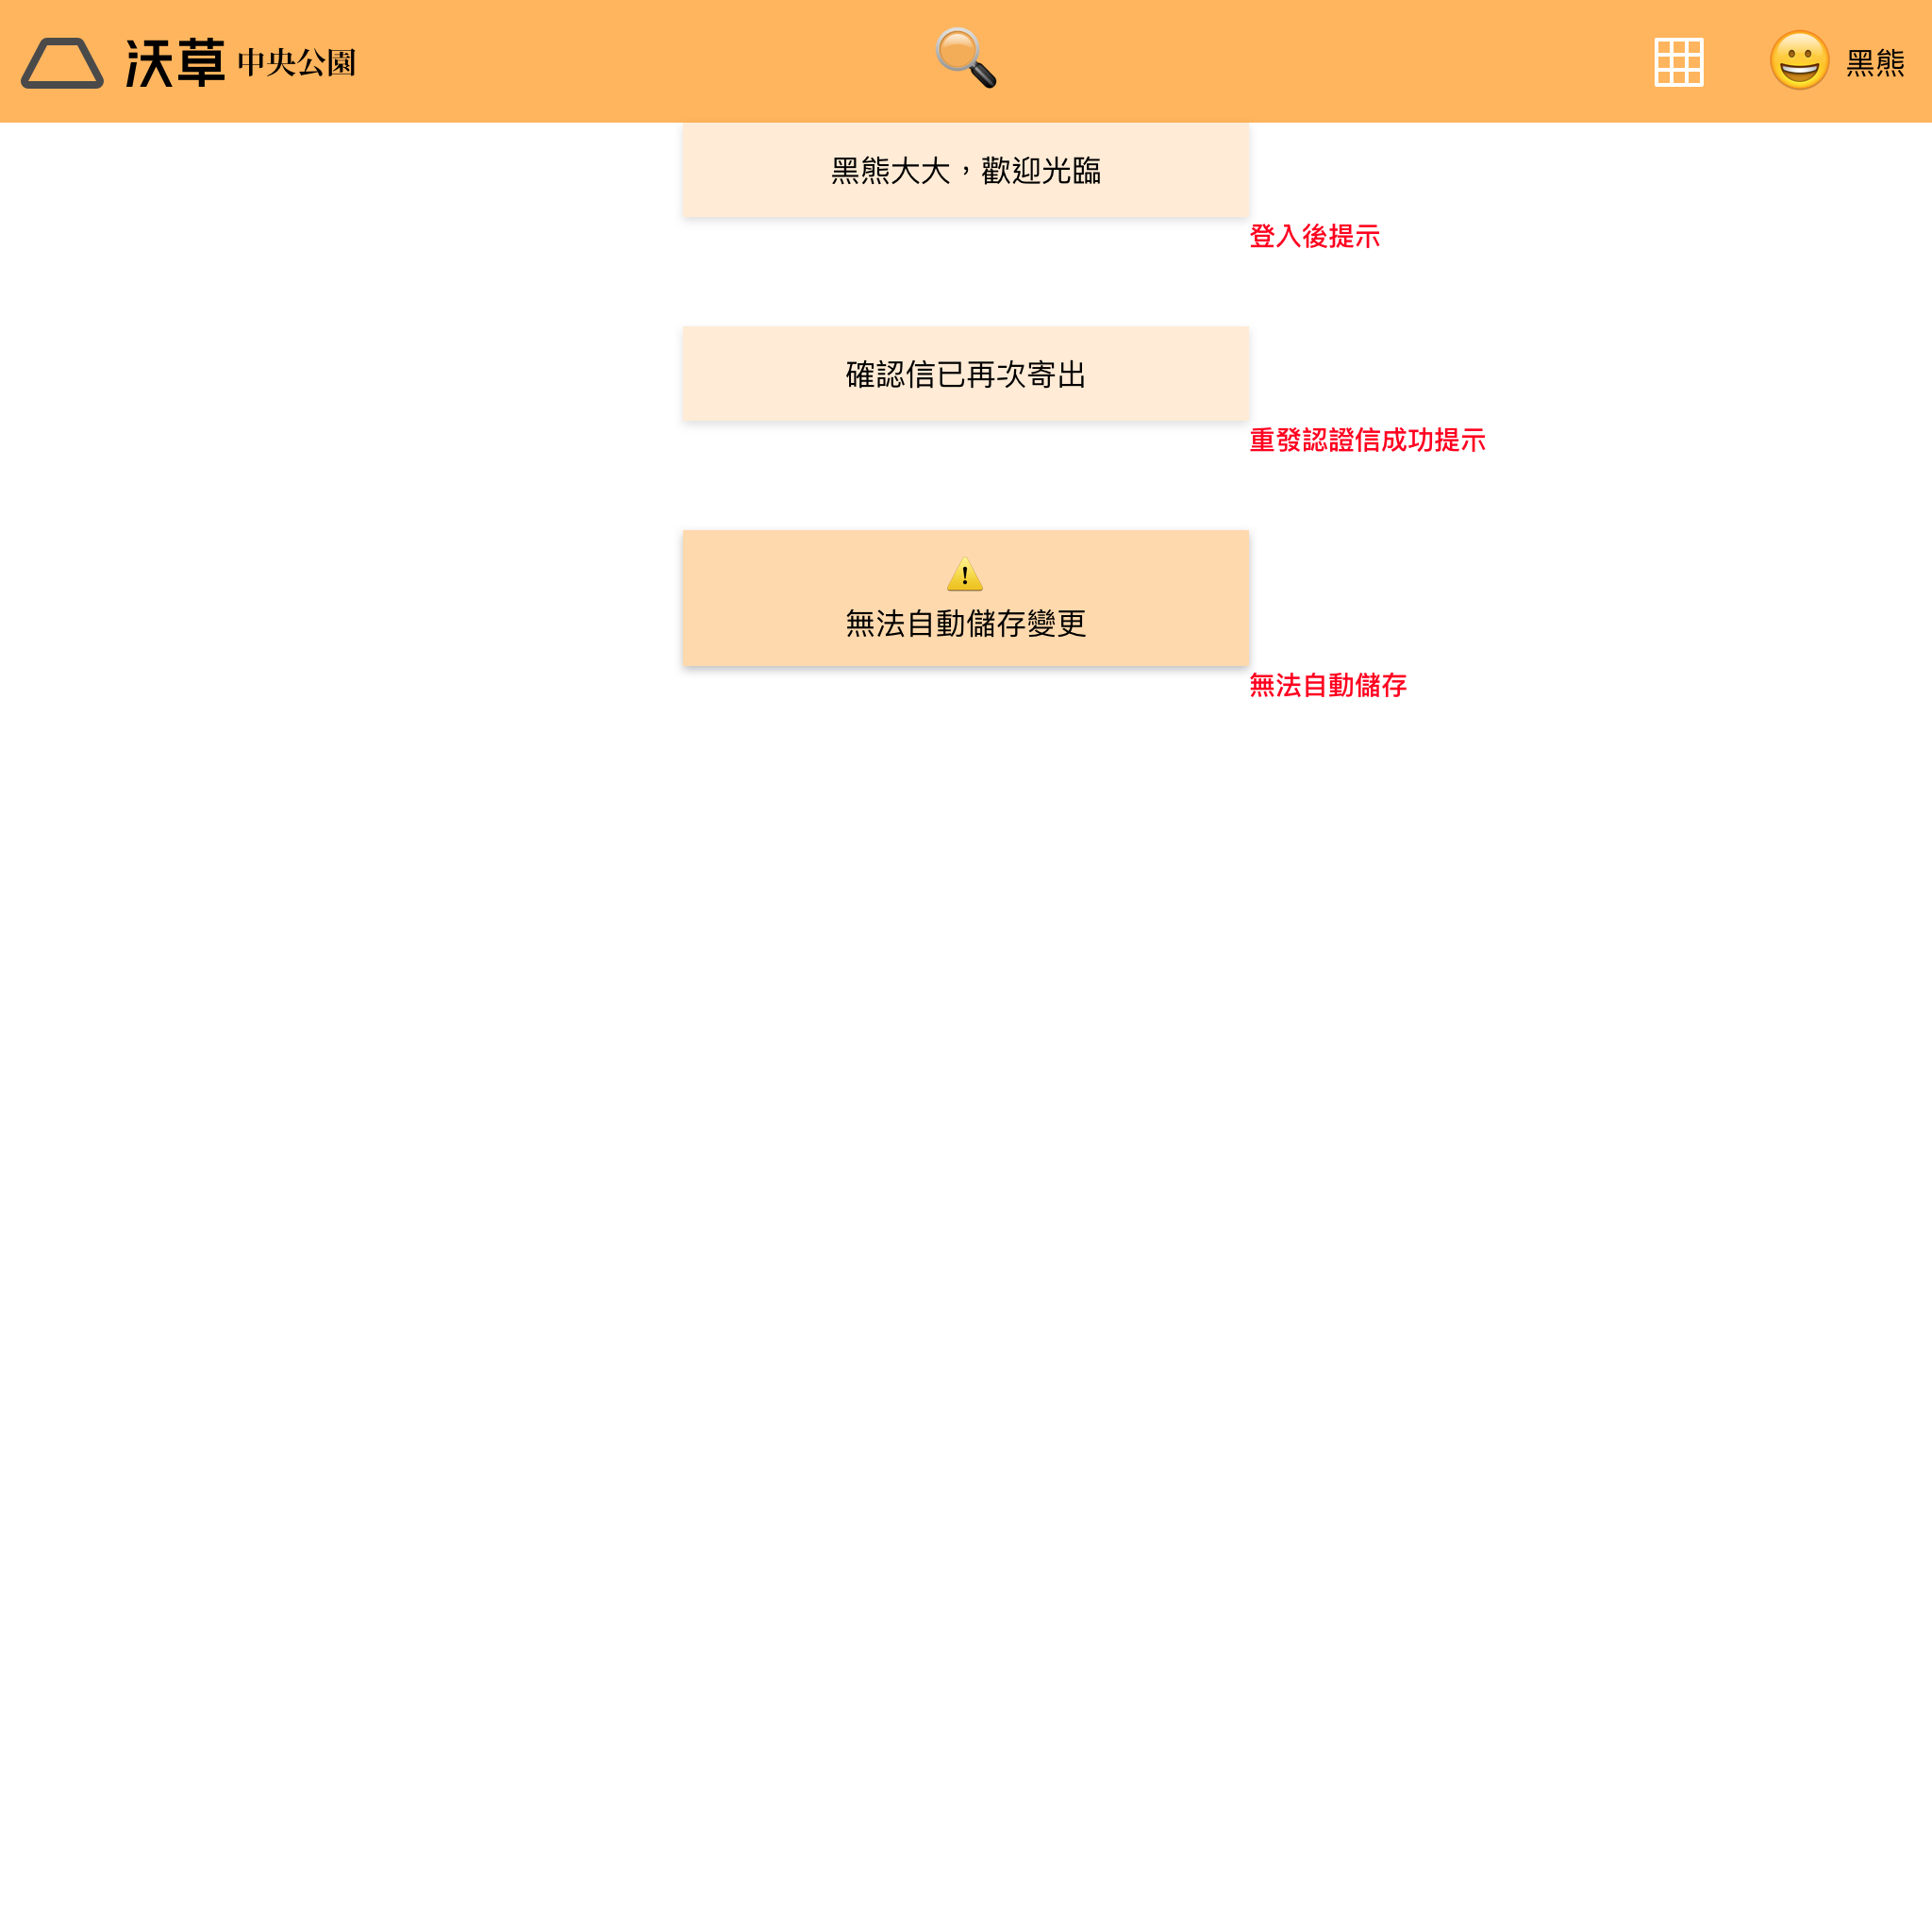 沃草 中央公園
黑熊
黑熊大大，歡迎光臨
登入後提示
確認信已再次寄出
重發認證信成功提示
無法自動儲存變更
無法自動儲存